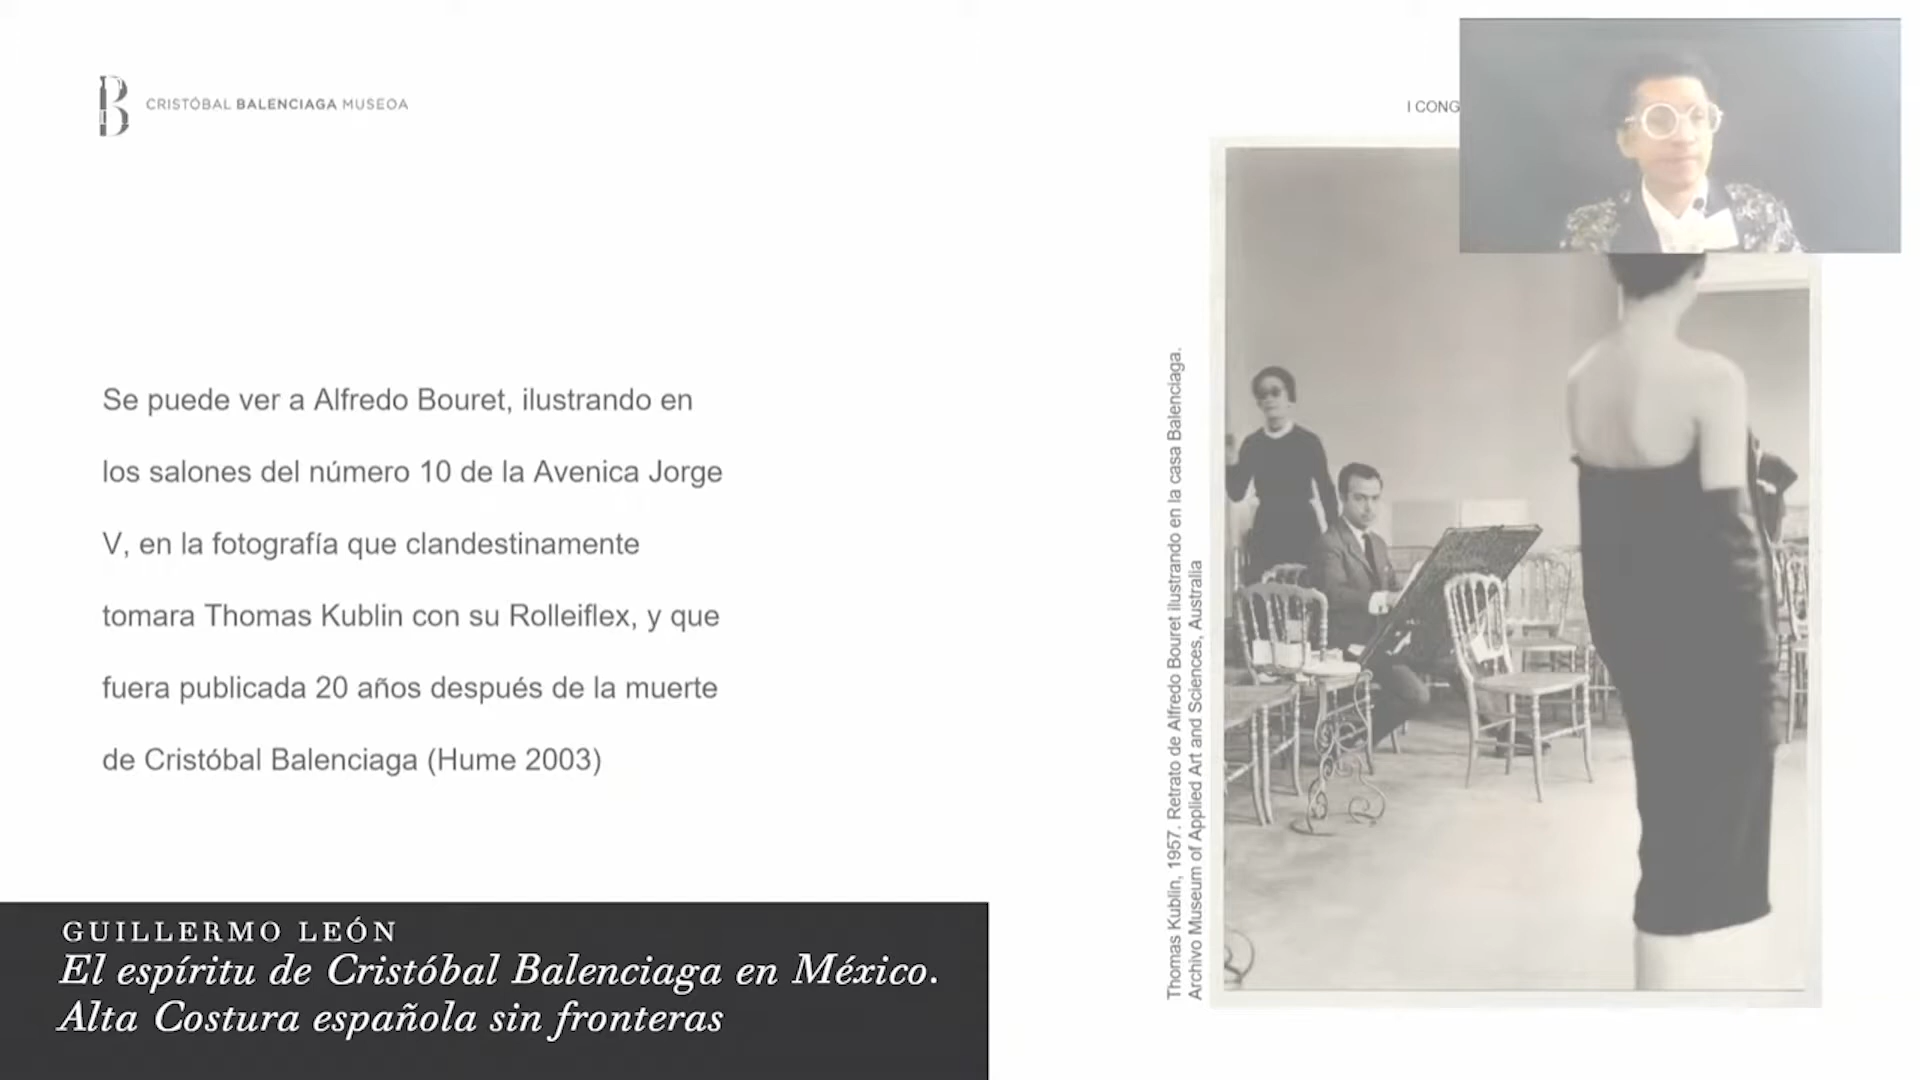 CRISTÓBAL BALENCIAGA MUSEOA
I CONG
Se puede ver a Alfredo Bouret, ilustrando en
los salones del número 10 de la Avenica Jorge
V, en la fotografía que clandestinamente
tomara Thomas Kublin con su Rolleiflex, y que
fuera publicada 20 años después de la muerte
de Cristóbal Balenciaga (Hume 2003)
Thomas Kublin, 1957. Retrato de Alfredo Bouret ilustrando en la casa Balenciaga.
Archivo Museum of Applied Art and Sciences, Australia
GUILLERMO LEÓN
El espíritu de Cristóbal Balenciaga en México.
Alta Costura española sin fronteras